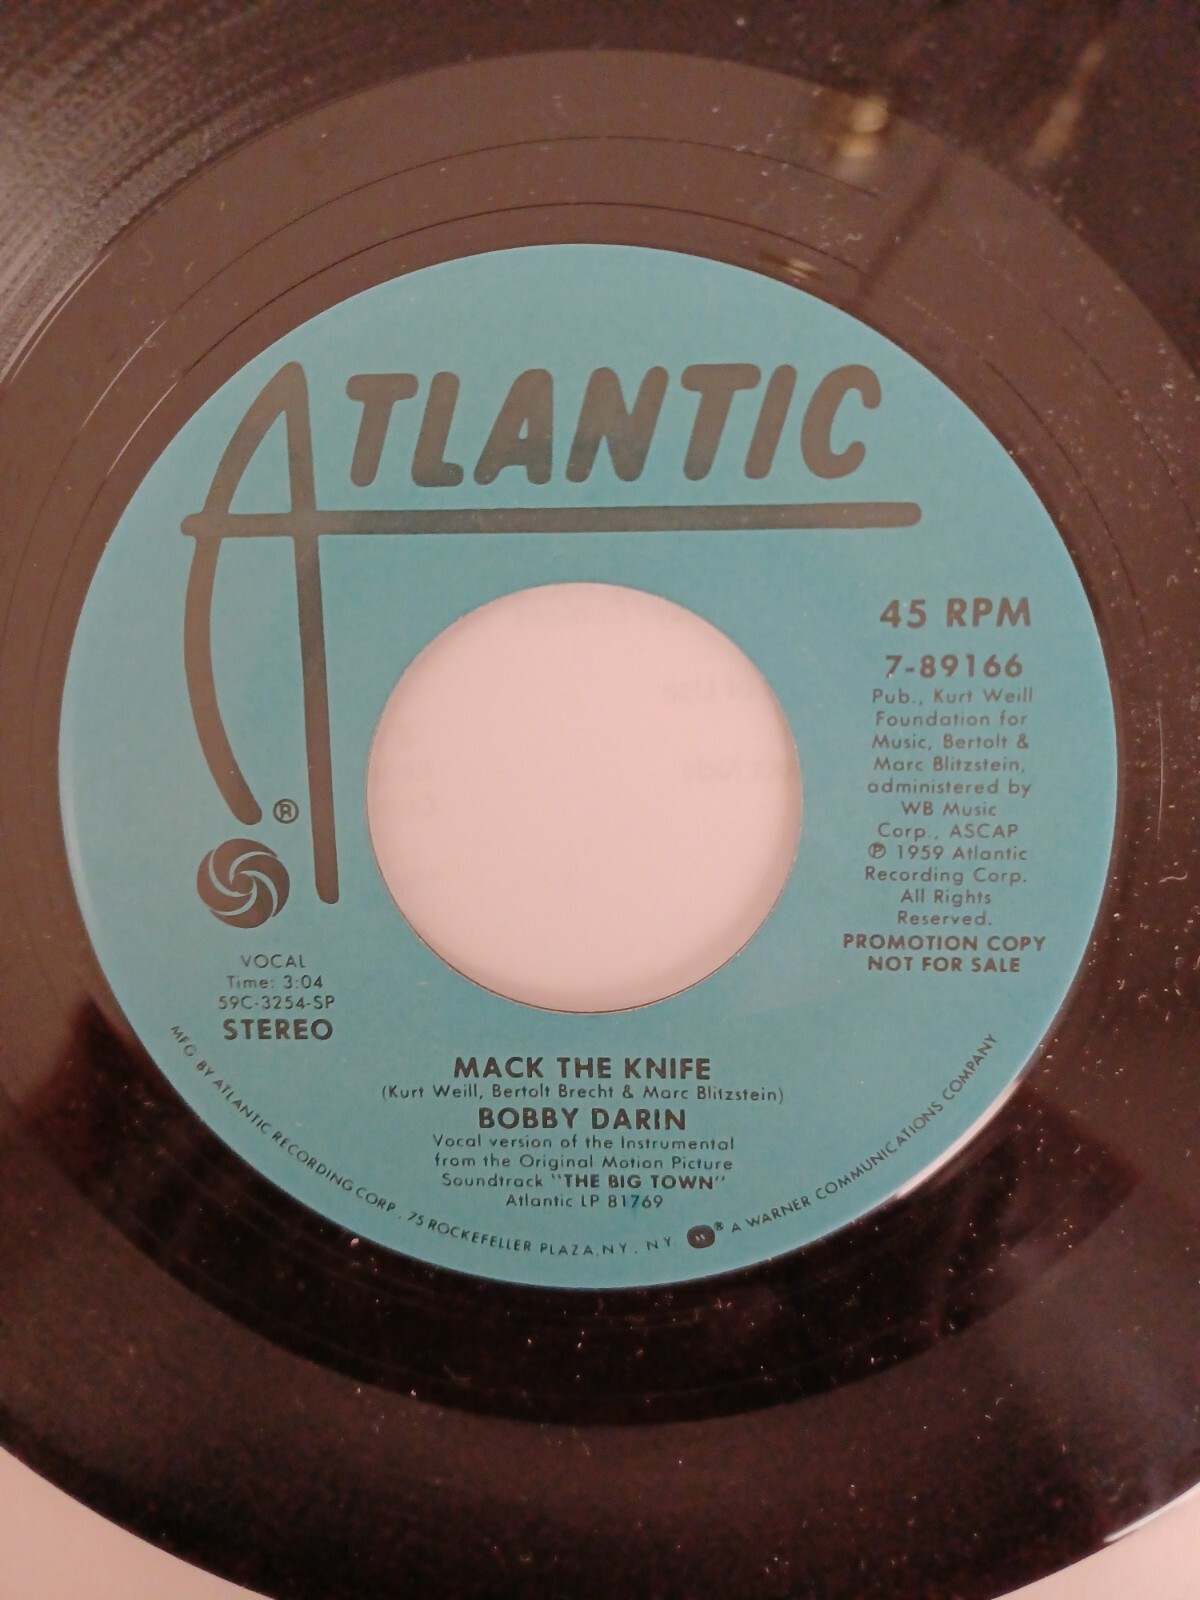 ATLANTIC
®
45 RPM
7-89166
Pub., Kurt Weill
Foundation for
Music, Bertolt &
Marc Blitzstein,
administered by
WB Music
Corp., ASCAP
℗ 1959 Atlantic
Recording Corp.
All Rights
Reserved.
PROMOTION COPY
NOT FOR SALE
VOCAL
Time: 3:04
59C-3254-SP
STEREO
MACK THE KNIFE
(Kurt Weill, Bertolt Brecht & Marc Blitzstein)
BOBBY DARIN
Vocal version of the Instrumental
from the Original Motion Picture
Soundtrack "THE BIG TOWN"
Atlantic LP 81769
MFG BY ATLANTIC RECORDING CORP., 75 ROCKEFELLER PLAZA, N.Y., N.Y. ® A WARNER COMMUNICATIONS COMPANY